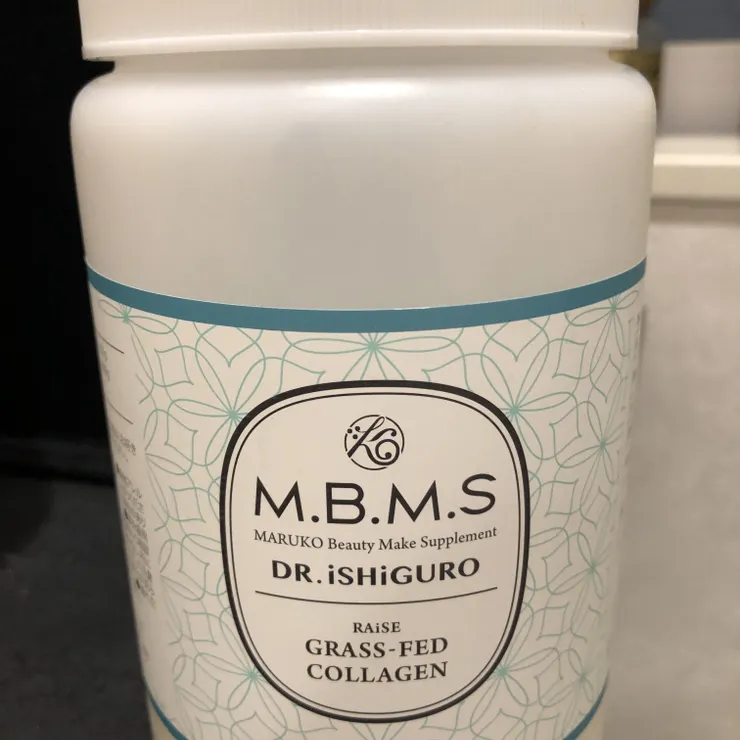 M.B.M.S
MARUKO Beauty Make Supplement
DR.iSHiGURO
RAiSE
GRASS-FED
COLLAGEN